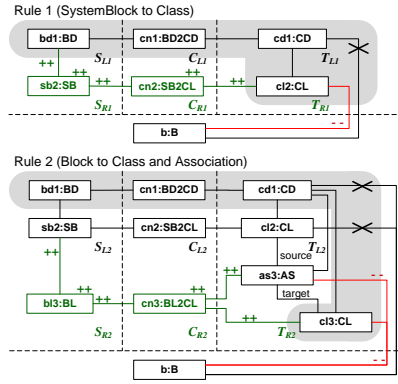 Rule 1 (SystemBlock to Class)
bd1:BD cn1:BD2CD cd1:CD
++ S_L1 C_L1 T_L1
sb2:SB ++ cn2:SB2CL ++ cl2:CL
S_R1 C_R1 T_R1
- -
b:B
Rule 2 (Block to Class and Association)
bd1:BD cn1:BD2CD cd1:CD
sb2:SB cn2:SB2CL cl2:CL
S_L2 C_L2 T_L2
source
++ ++ as3:AS - -
bl3:BL ++ cn3:BL2CL target
++ cl3:CL
S_R2 C_R2 T_R2
b:B